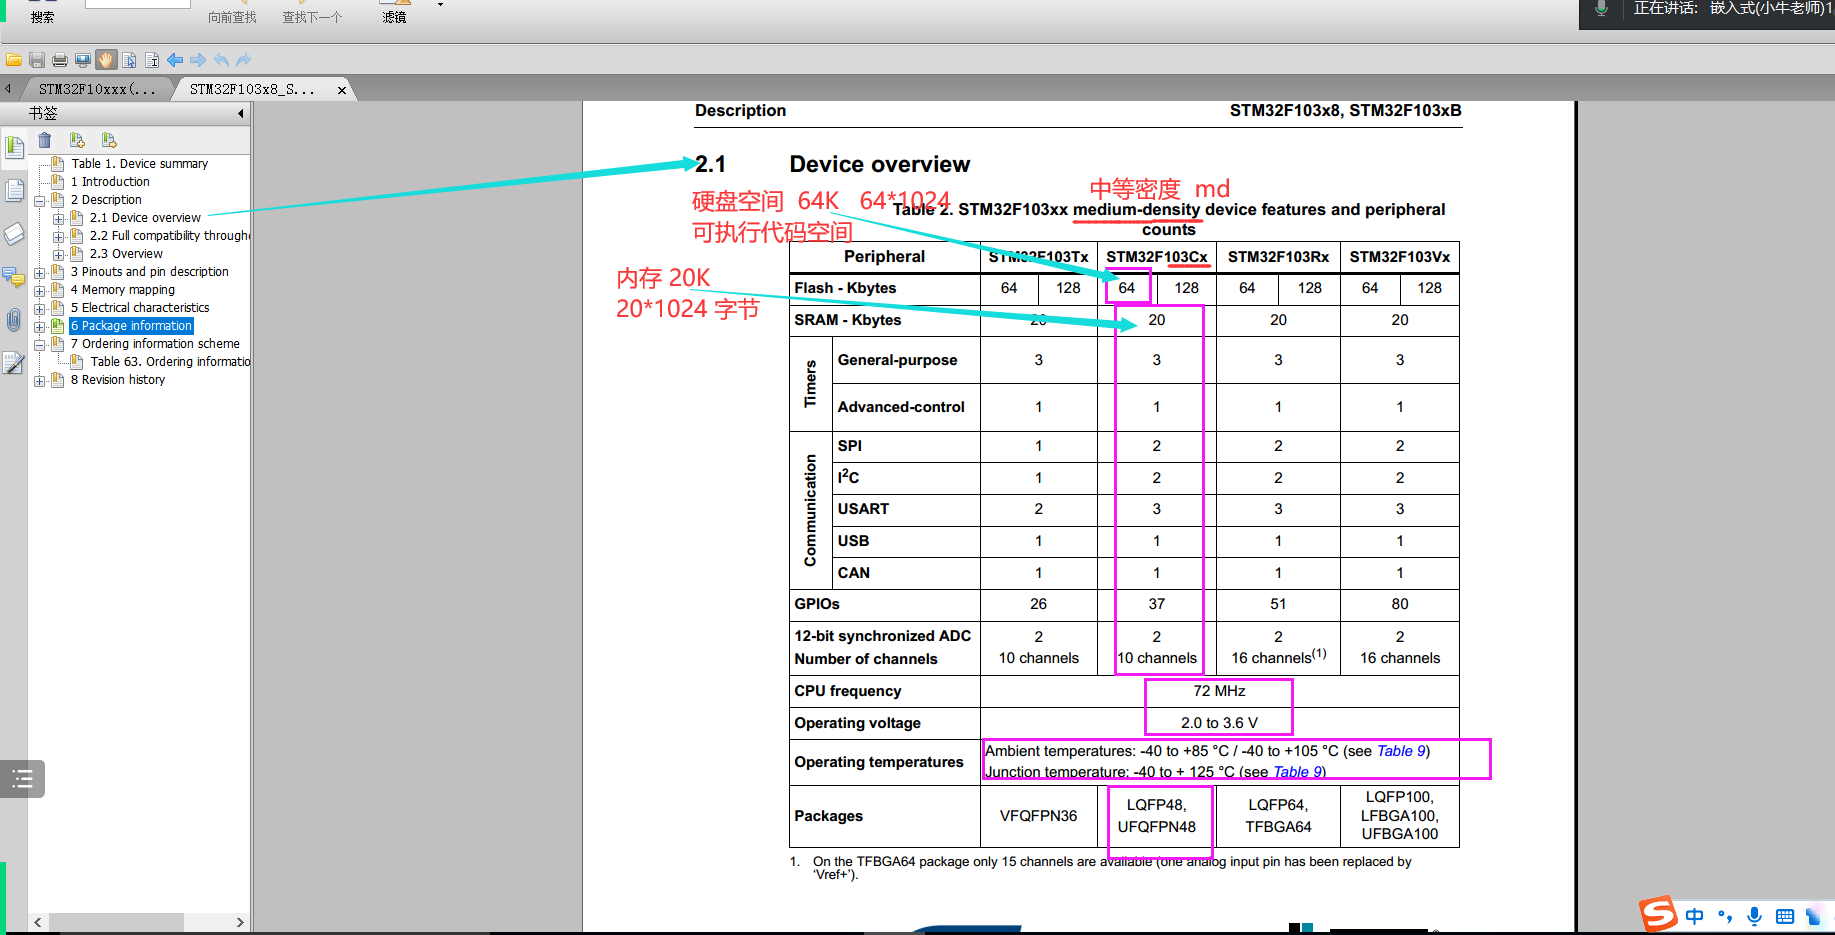 搜索
向前查找
查找下一个
滤镜
正在讲话: 嵌入式(小牛老师)1
STM32F10xxx(...
STM32F103x8_S...
书签
Table 1. Device summary
1 Introduction
2 Description
2.1 Device overview
2.2 Full compatibility through
2.3 Overview
3 Pinouts and pin description
4 Memory mapping
5 Electrical characteristics
6 Package information
7 Ordering information scheme
Table 63. Ordering informatio
8 Revision history
Description STM32F103x8, STM32F103xB
2.1 Device overview
硬盘空间 64K 64*1024
可执行代码空间
中等密度 md
内存 20K
20*1024 字节
Table 2. STM32F103xx medium-density device features and peripheral
counts
Peripheral STM32F103Tx STM32F103Cx STM32F103Rx STM32F103Vx
Flash - Kbytes 64 128 64 128 64 128 64 128
SRAM - Kbytes 20 20 20 20
Timers
General-purpose 3 3 3 3
Advanced-control 1 1 1 1
Communication
SPI 1 2 2 2
I2C 1 2 2 2
USART 2 3 3 3
USB 1 1 1 1
CAN 1 1 1 1
GPIOs 26 37 51 80
12-bit synchronized ADC 2 2 2 2
Number of channels 10 channels 10 channels 16 channels(1) 16 channels
CPU frequency 72 MHz
Operating voltage 2.0 to 3.6 V
Operating temperatures
Ambient temperatures: -40 to +85 °C / -40 to +105 °C (see Table 9)
Junction temperature: -40 to + 125 °C (see Table 9)
Packages
VFQFPN36
LQFP48,
UFQFPN48
LQFP64,
TFBGA64
LQFP100,
LFBGA100,
UFBGA100
1. On the TFBGA64 package only 15 channels are available (one analog input pin has been replaced by
‘Vref+’).
中